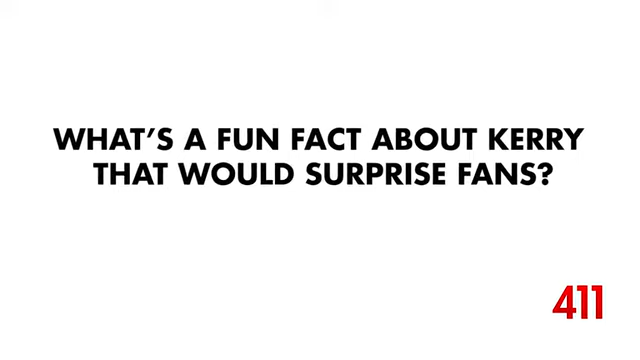 WHAT'S A FUN FACT ABOUT KERRY
THAT WOULD SURPRISE FANS?
411